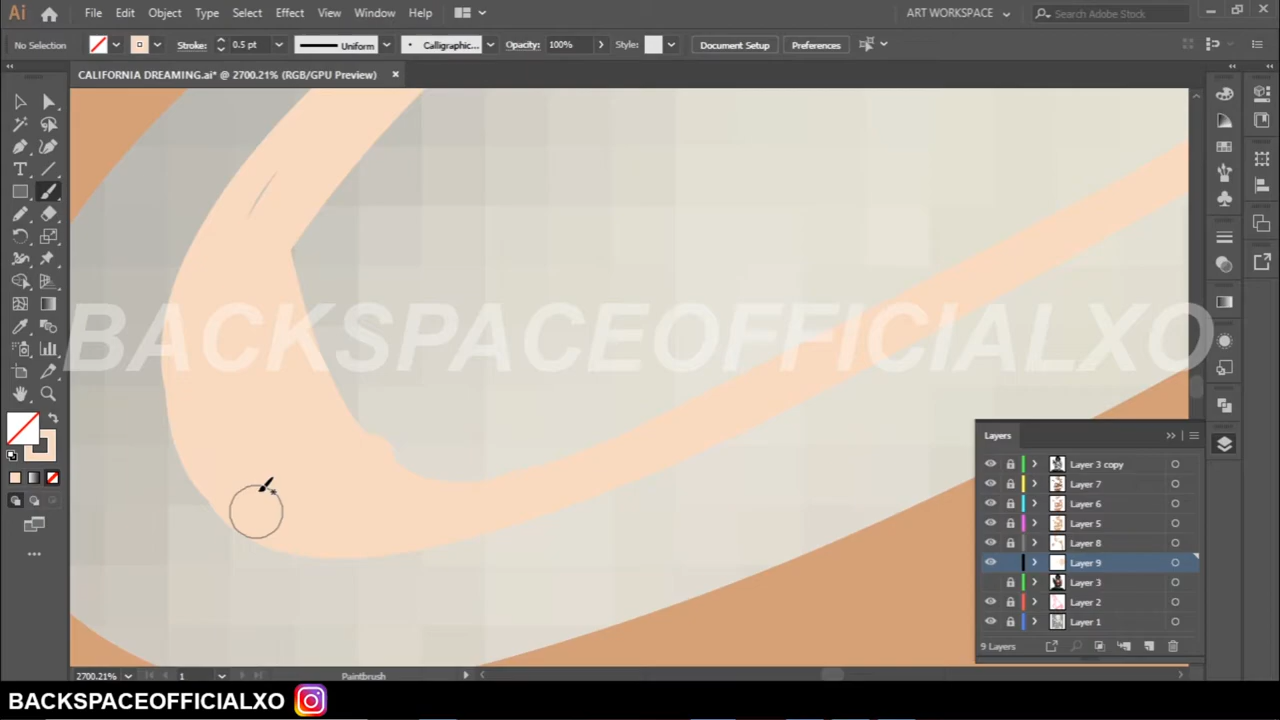 Ai File Edit Object Type Select Effect View Window Help ART WORKSPACE Search Adobe Stock
No Selection Stroke: 0.5 pt Uniform Calligraphic... Opacity: 100% Style: Document Setup Preferences
CALIFORNIA DREAMING.ai* @ 2700.21% (RGB/GPU Preview)
BACKSPACEOFFICIALXO
Layers
Layer 3 copy
Layer 7
Layer 6
Layer 5
Layer 8
Layer 9
Layer 3
Layer 2
Layer 1
9 Layers
2700.21% 1 Paintbrush
BACKSPACEOFFICIALXO